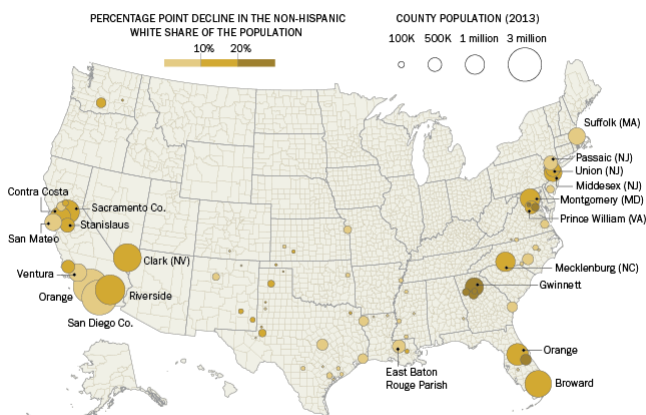 PERCENTAGE POINT DECLINE IN THE NON-HISPANIC
WHITE SHARE OF THE POPULATION
10% 20%
COUNTY POPULATION (2013)
100K 500K 1 million 3 million
Suffolk (MA)
Passaic (NJ)
Union (NJ)
Middesex (NJ)
Montgomery (MD)
Prince William (VA)
Contra Costa
Sacramento Co.
Stanislaus
San Mateo
Clark (NV)
Mecklenburg (NC)
Ventura
Gwinnett
Orange
Riverside
San Diego Co.
Orange
East Baton
Rouge Parish
Broward